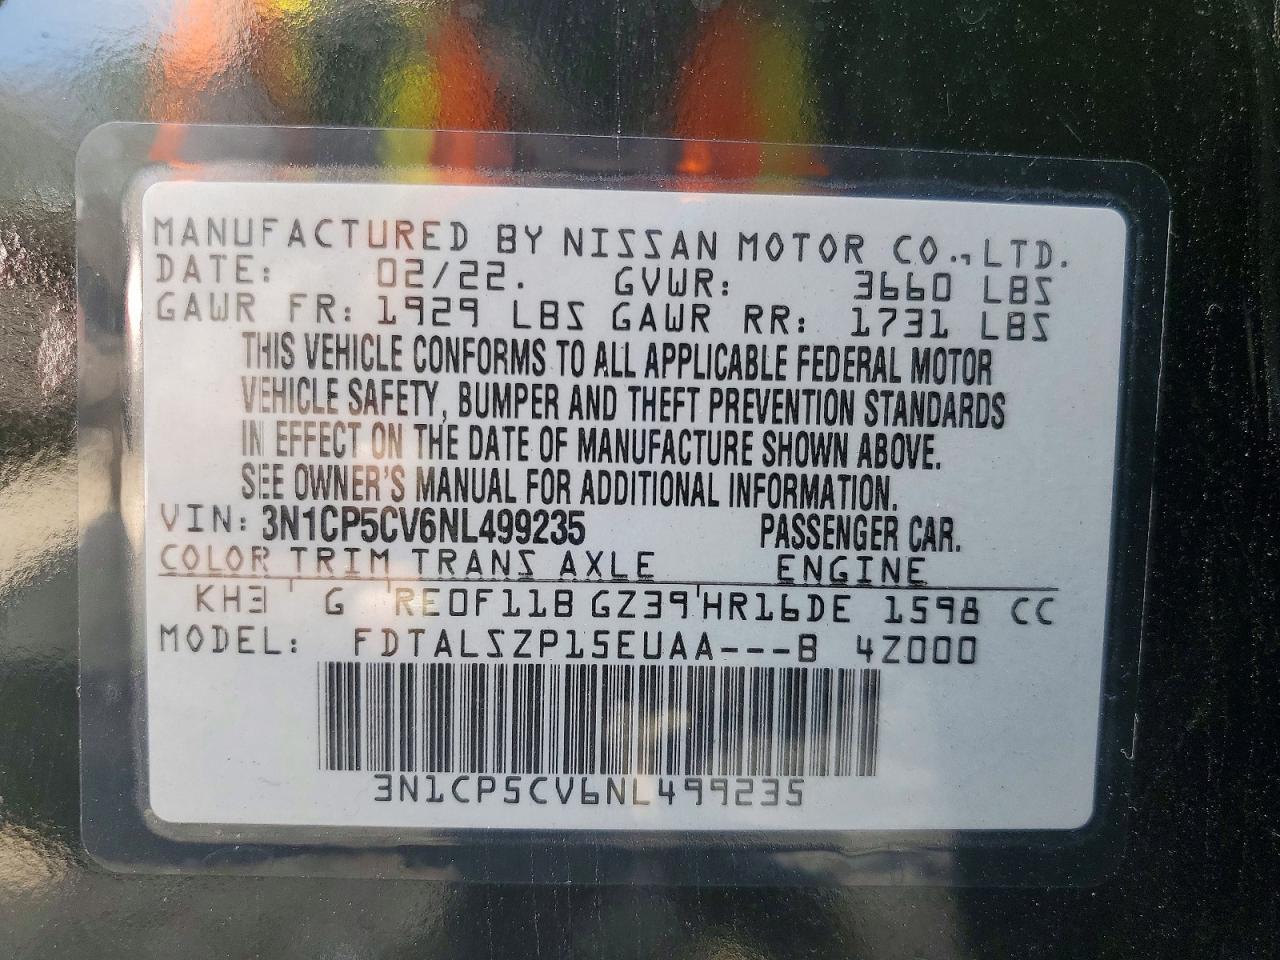 MANUFACTURED BY NISSAN MOTOR CO.,LTD.
DATE: 02/22. GVWR: 3660 LBS
GAWR FR: 1929 LBS GAWR RR: 1731 LBS
THIS VEHICLE CONFORMS TO ALL APPLICABLE FEDERAL MOTOR
VEHICLE SAFETY, BUMPER AND THEFT PREVENTION STANDARDS
IN EFFECT ON THE DATE OF MANUFACTURE SHOWN ABOVE.
SEE OWNER'S MANUAL FOR ADDITIONAL INFORMATION.
VIN: 3N1CP5CV6NL499235 PASSENGER CAR.
COLOR TRIM TRANS AXLE ENGINE
KH3 G RE0F11B GZ39 HR16DE 1598 CC
MODEL: FDTALSZP15EUAA---B 4Z000
3N1CP5CV6NL499235